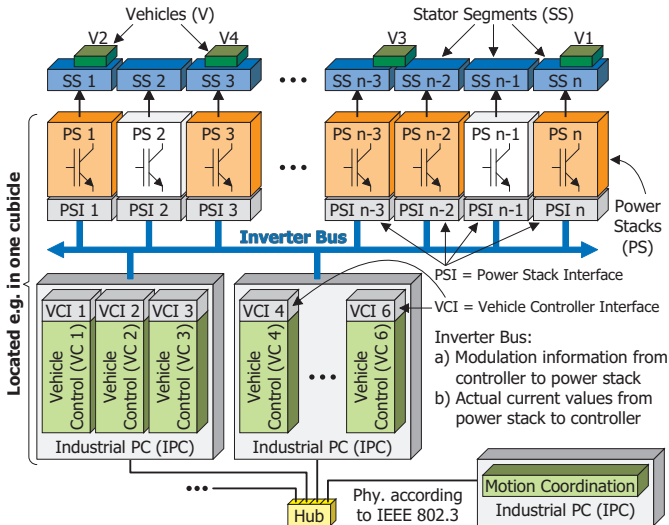 Vehicles (V)
Stator Segments (SS)
V2
V4
V3
V1
SS 1
SS 2
SS 3
•••
SS n-3
SS n-2
SS n-1
SS n
PS 1
PS 2
PS 3
•••
PS n-3
PS n-2
PS n-1
PS n
PSI 1
PSI 2
PSI 3
PSI n-3
PSI n-2
PSI n-1
PSI n
Power
Stacks
(PS)
Inverter Bus
PSI = Power Stack Interface
VCI = Vehicle Controller Interface
Located e.g. in one cubicle
VCI 1
VCI 2
VCI 3
Vehicle
Control (VC 1)
Vehicle
Control (VC 2)
Vehicle
Control (VC 3)
Industrial PC (IPC)
VCI 4
VCI 6
Vehicle
Control (VC 4)
•••
Vehicle
Control (VC 6)
Industrial PC (IPC)
Inverter Bus:
a) Modulation information from
controller to power stack
b) Actual current values from
power stack to controller
•••
Hub
Phy. according
to IEEE 802.3
Motion Coordination
Industrial PC (IPC)